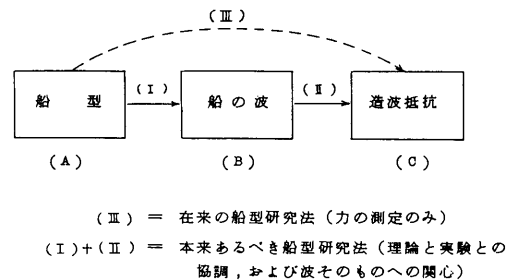 (Ⅲ)
船 型
(Ⅰ)
船の波
(Ⅱ)
造波抵抗
(A)
(B)
(C)
(Ⅲ) = 在来の船型研究法(力の測定のみ)
(Ⅰ)+(Ⅱ) = 本来あるべき船型研究法(理論と実験との
協調,および波そのものへの関心)